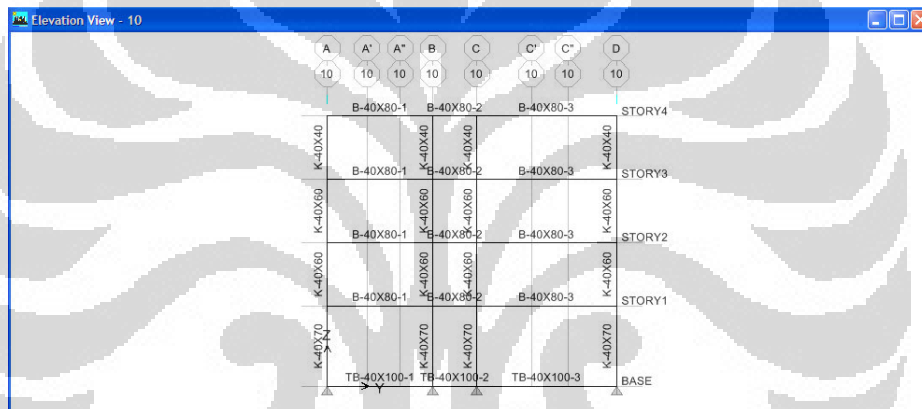 Elevation View - 10
A A' A" B C C' C" D
10 10 10 10 10 10 10 10
B-40X80-1 B-40X80-2 B-40X80-3 STORY4
K-40X40 K-40X40 K-40X40 K-40X40
B-40X80-1 B-40X80-2 B-40X80-3 STORY3
K-40X60 K-40X60 K-40X60 K-40X60
B-40X80-1 B-40X80-2 B-40X80-3 STORY2
K-40X60 K-40X60 K-40X60 K-40X60
B-40X80-1 B-40X80-2 B-40X80-3 STORY1
K-40X70 K-40X70 K-40X70 K-40X70
Z
TB-40X100-1 TB-40X100-2 TB-40X100-3 BASE
Y